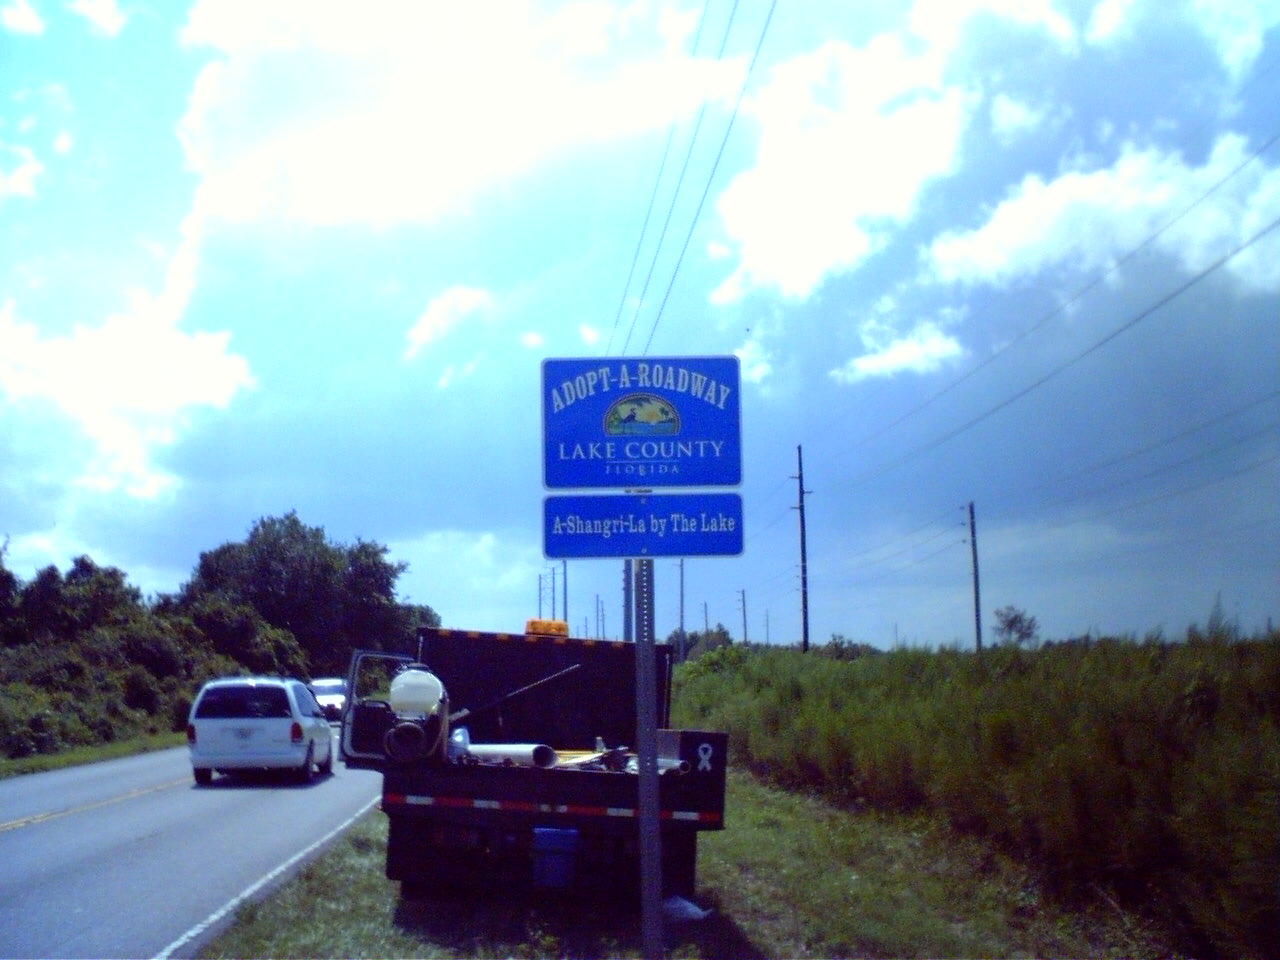 ADOPT-A-ROADWAY
LAKE COUNTY
FLORIDA
A-Shangri-La by The Lake